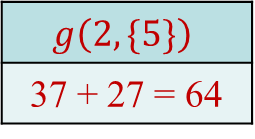 g(2,{5})
37 + 27 = 64